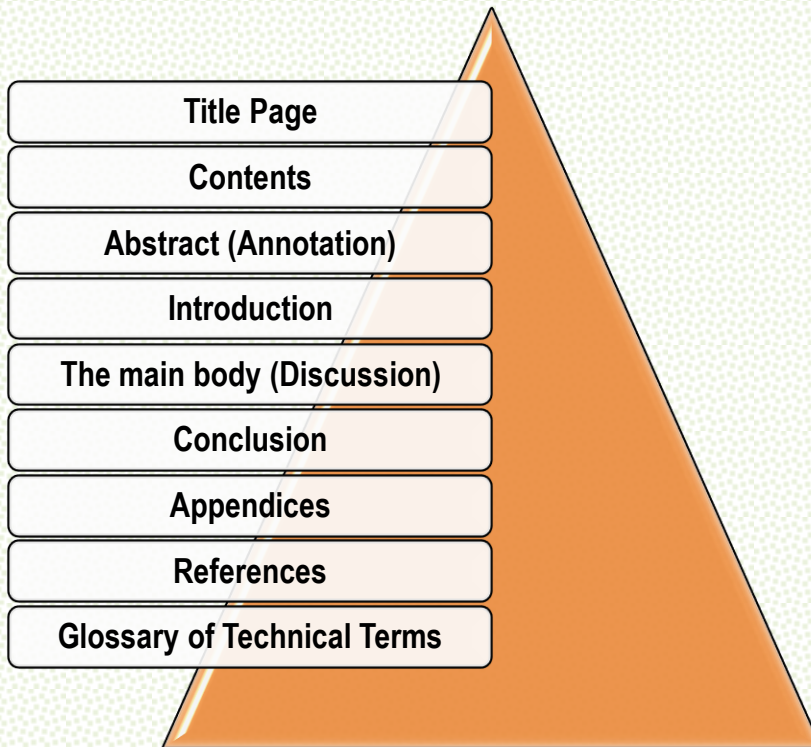 Title Page
Contents
Abstract (Annotation)
Introduction
The main body (Discussion)
Conclusion
Appendices
References
Glossary of Technical Terms